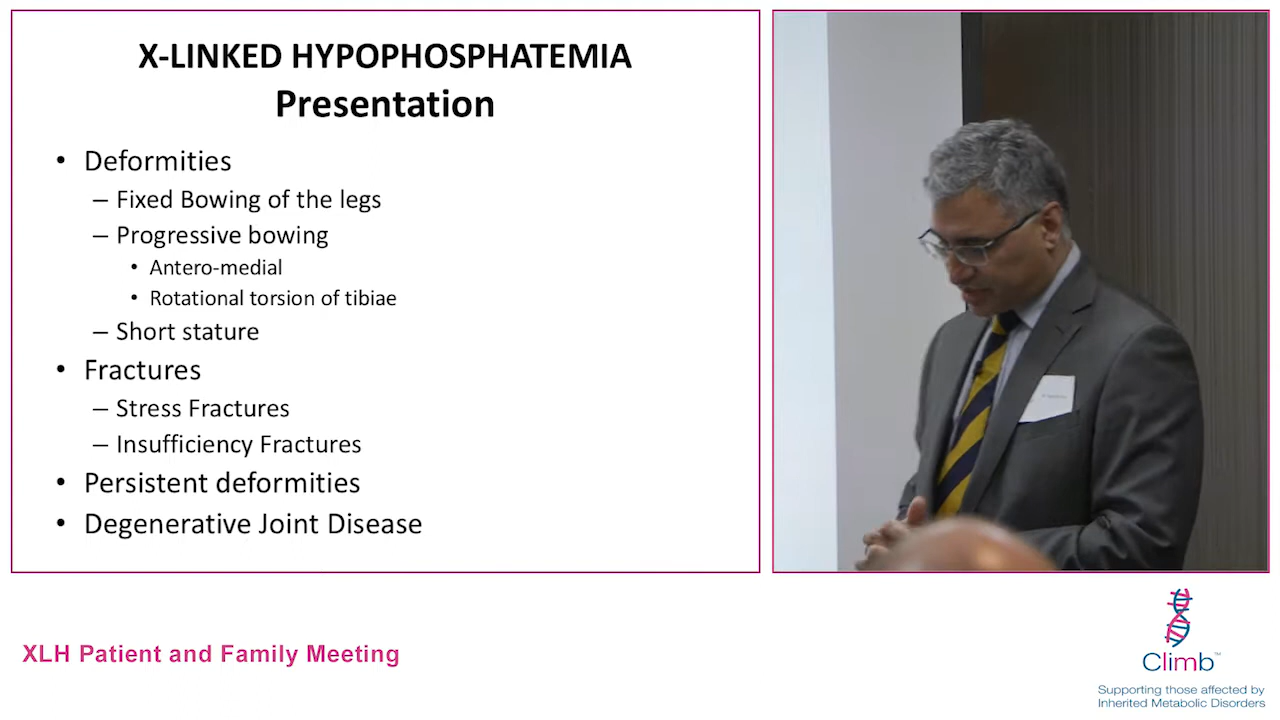 X-LINKED HYPOPHOSPHATEMIA
Presentation
• Deformities
– Fixed Bowing of the legs
– Progressive bowing
• Antero-medial
• Rotational torsion of tibiae
– Short stature
• Fractures
– Stress Fractures
– Insufficiency Fractures
• Persistent deformities
• Degenerative Joint Disease
XLH Patient and Family Meeting
Climb™
Supporting those affected by
Inherited Metabolic Disorders